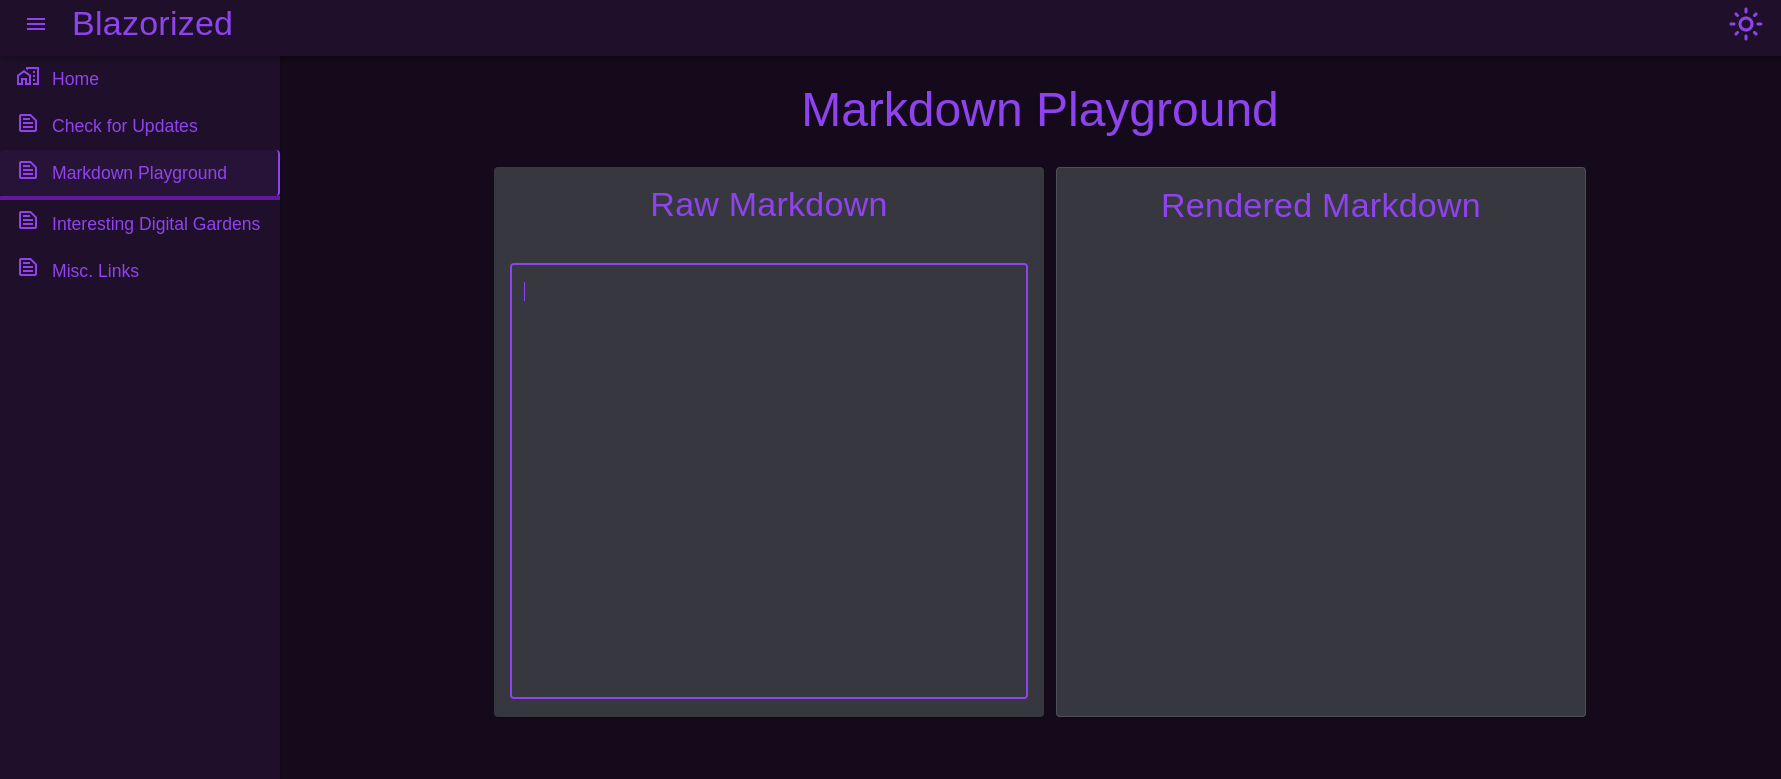 Blazorized
Home
Check for Updates
Markdown Playground
Interesting Digital Gardens
Misc. Links
Markdown Playground
Raw Markdown
Rendered Markdown